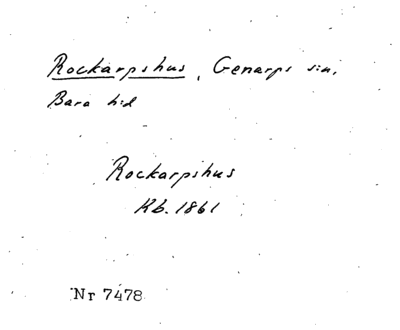 Rockarpshus, Genarps sn.
Bara hd
Rockarpshus
Kb. 1861
Nr 7478